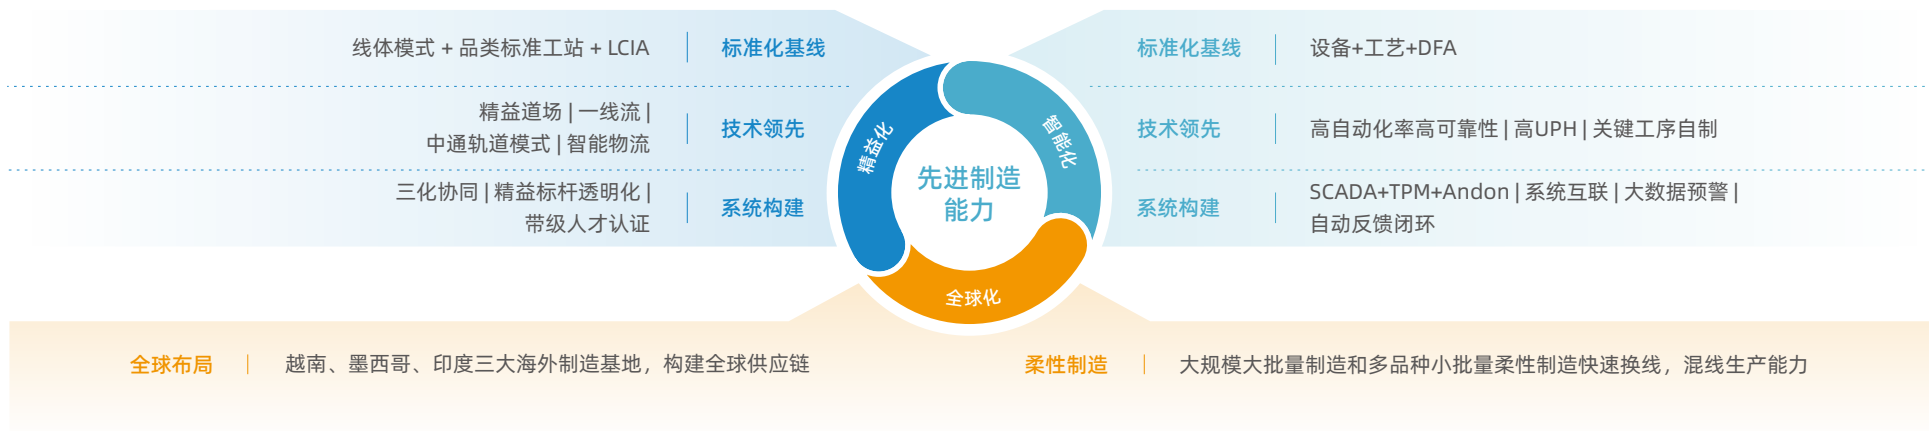 线体模式 + 品类标准工站 + LCIA
标准化基线
精益道场 | 一线流 |
中通轨道模式 | 智能物流
技术领先
三化协同 | 精益标杆透明化 |
带级人才认证
系统构建
精益化
智能化
全球化
先进制造
能力
标准化基线
设备+工艺+DFA
技术领先
高自动化率高可靠性 | 高UPH | 关键工序自制
系统构建
SCADA+TPM+Andon | 系统互联 | 大数据预警 |
自动反馈闭环
全球布局
越南、墨西哥、印度三大海外制造基地，构建全球供应链
柔性制造
大规模大批量制造和多品种小批量柔性制造快速换线，混线生产能力